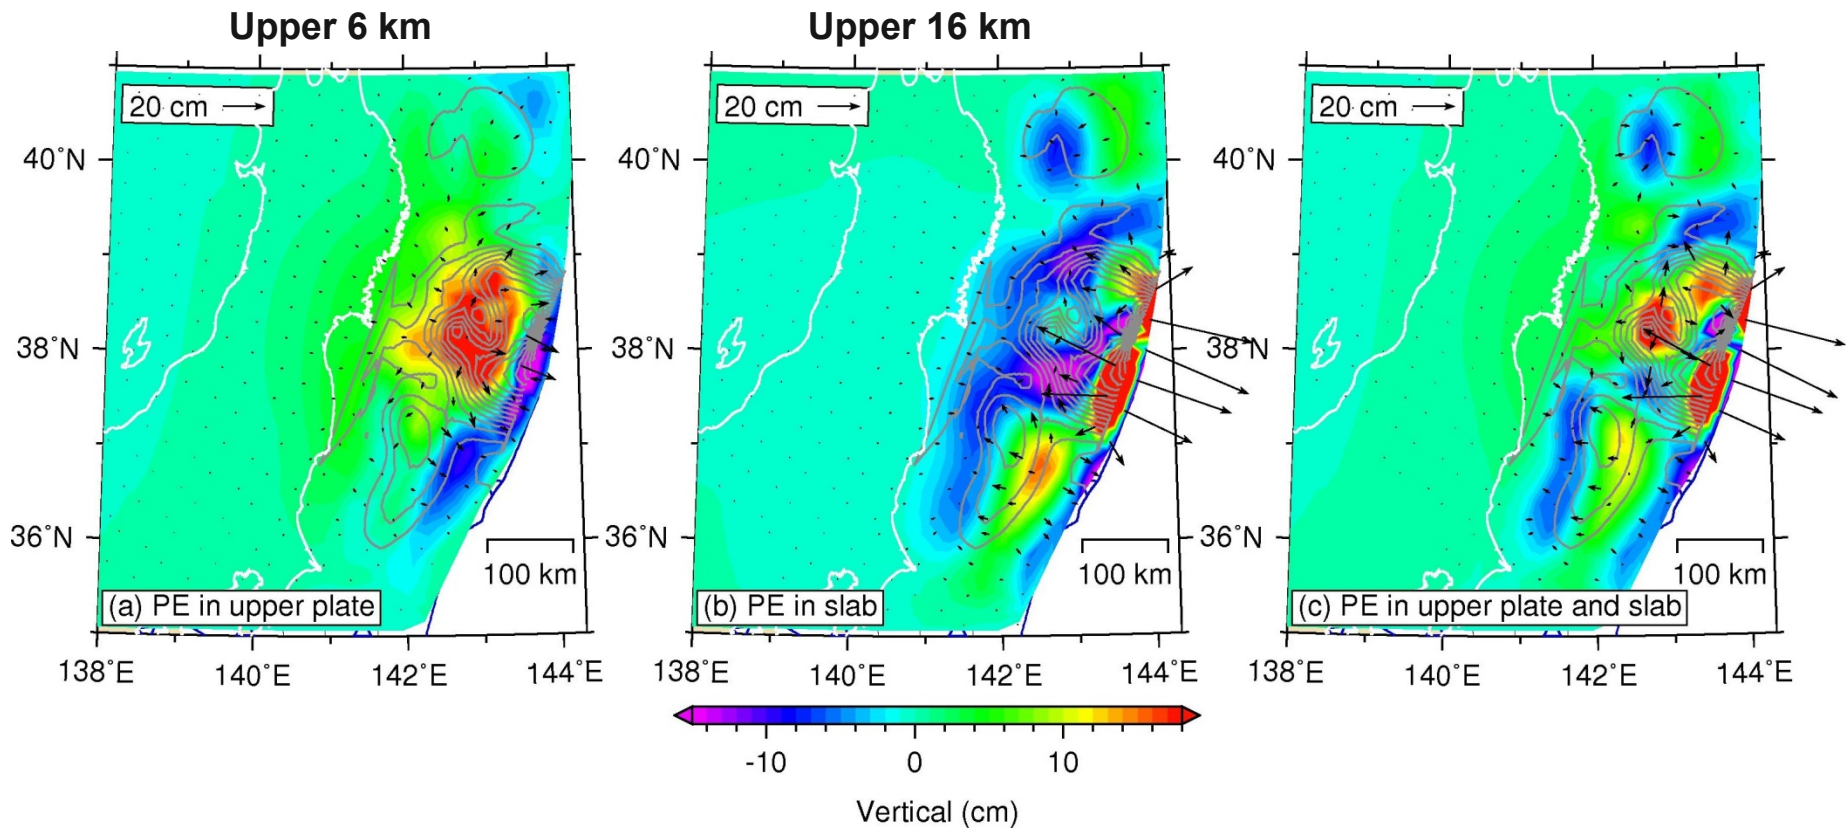 Upper 6 km
Upper 16 km
20 cm
20 cm
20 cm
40°N
40°N
40°N
38°N
38°N
38°N
36°N
36°N
36°N
100 km
100 km
100 km
(a) PE in upper plate
(b) PE in slab
(c) PE in upper plate and slab
138°E 140°E 142°E 144°E
138°E 140°E 142°E 144°E
138°E 140°E 142°E 144°E
-10 0 10
Vertical (cm)